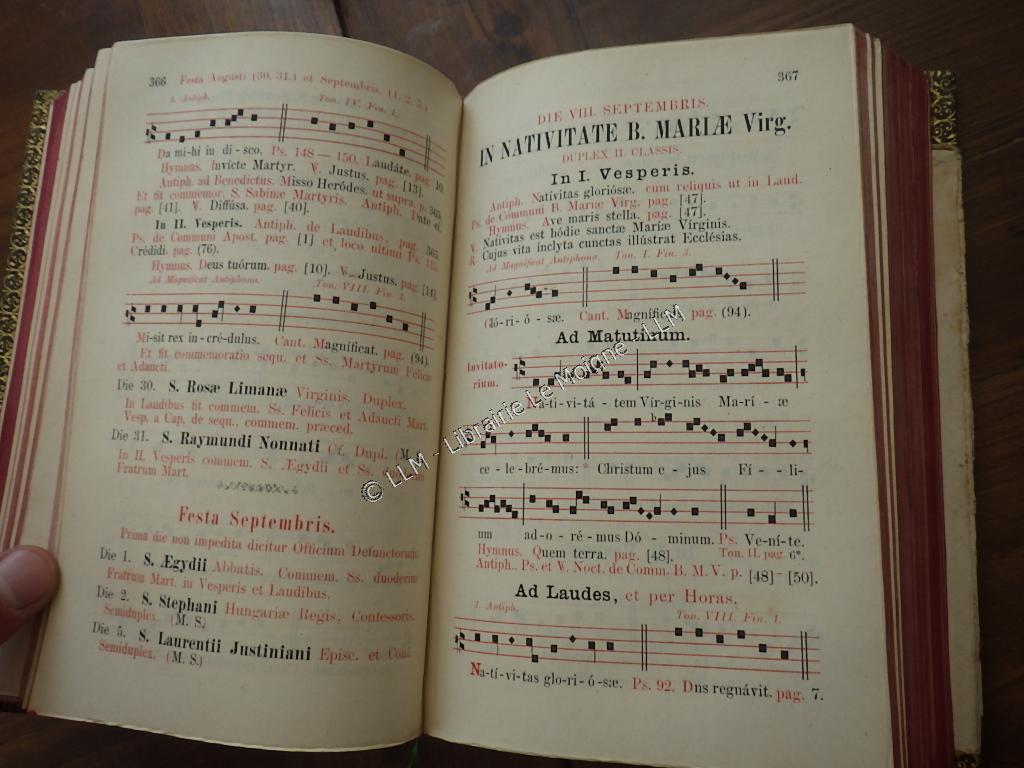 366 Festa Augusti (30. 31.) et Septembris. (1. 2. 5.)
5. Antiph. Ton. IV. Fin. 1.
Da mi-hi in di-sco. Ps. 148 — 150. Laudáte. pag. 10.
Hymnus. Invícte Martyr. V. Justus. pag. [13].
Antiph. ad Benedictus. Misso Heródes. ut supra. p. 365.
Et fit commemor. S. Sabinæ Martyris. Antiph. Date ei.
pag. [41]. V. Diffúsa. pag. [40].
In II. Vesperis. Antiph. de Laudibus, pag. 365.
Ps. de Communi Apost. pag. [1] et loco ultimi Ps. 115.
Crédidi. pag. (76).
Hymnus. Deus tuórum. pag. [10]. V. Justus. pag. [14].
Ad Magnificat Antiphona. Ton. VIII. Fin. 1.
Mi-sit rex in-cré-dulus. Cant. Magníficat. pag. (94).
Et fit commemoratio sequ. et Ss. Martyrum Felicis
et Adaucti.
Die 30. S. Rosæ Limanæ Virginis. Duplex.
In Laudibus fit commem. Ss. Felicis et Adaucti Mart.
Vesp. a Cap. de sequ., commem. præced.
Die 31. S. Raymundi Nonnati Cf. Dupl. (M.
In II. Vesperis commem. S. Ægydii et Ss.
Fratrum Mart.
Festa Septembris.
Prima die non impedita dicitur Officium Defunctorum
Die 1. S. Ægydii Abbatis. Commem. Ss. duodecim
Fratrum Mart. in Vesperis et Laudibus.
Die 2. S. Stephani Hungariæ Regis, Confessoris.
Semiduplex. (M. S.)
Die 5. S. Laurentii Justiniani Episc. et Conf.
Semiduplex. (M. S.)
367
DIE VIII. SEPTEMBRIS.
IN NATIVITATE B. MARIÆ Virg.
DUPLEX II. CLASSIS.
In I. Vesperis.
Antiph. Nativitas gloriósæ. cum reliquis ut in Laud.
Ps. de Communi B. Mariæ Virg. pag. [47].
Hymnus. Ave maris stella. pag. [47].
V. Nativitas est hódie sanctæ Mariæ Vírginis.
R. Cujus vita ínclyta cunctas illústrat Ecclésias.
Ad Magnificat Antiphona. Ton. I. Fin. 3.
Gló-ri-ó-sæ. Cant. Magníficat. pag. (94).
Ad Matutinum.
Invitato-
rium.
Na-ti-vi-tá-tem Vír-gi-nis Ma-rí-æ
ce-le-bré-mus: * Christum e-jus Fí-li-
um ad-o-ré-mus Dó-minum. Ps. Ve-ní-te.
Hymnus. Quem terra. pag. [48]. Ton. II. pag. 6*.
Antiph., Ps. et V. Noct. de Comm. B. M. V. p. [48]-[50].
Ad Laudes, et per Horas,
1. Antiph. Ton. VIII. Fin. 1.
Na-tí-vi-tas glo-ri-ó-sæ. Ps. 92. Dns regnávit. pag. 7.
© LLM - Librairie Le Moigne - LLM